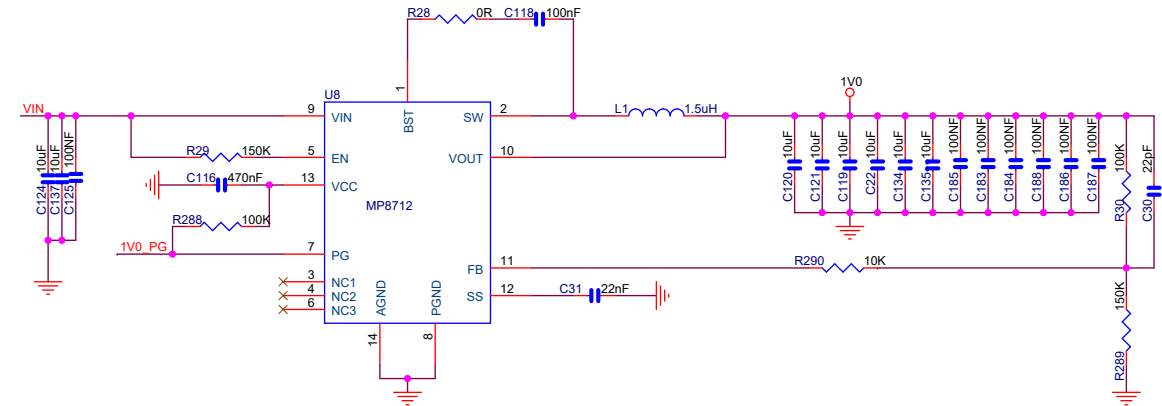 R28 0R C118 100nF
1
U8
BST
VIN
9 VIN
SW 2
L1 1.5uH
1V0
C124 10uF
C137 10uF
C125 100NF
R29 150K
5 EN
VOUT 10
C116 470nF
13 VCC
MP8712
R288 100K
1V0_PG
7 PG
3 NC1
4 NC2
6 NC3
AGND
14
PGND
8
FB 11
R290 10K
SS 12
C31 22nF
C120 10uF
C121 10uF
C119 10uF
C22 10uF
C134 10uF
C135 10uF
C185 100NF
C183 100NF
C184 100NF
C188 100NF
C186 100NF
C187 100NF
R30 100K
C30 22pF
R289 150K